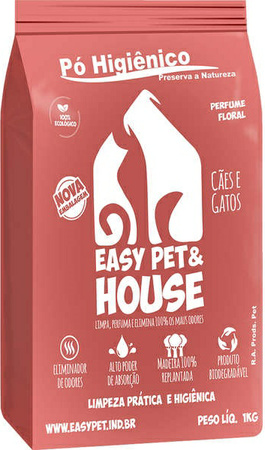 Pó Higiênico
Preserva a Natureza
100%
ECOLÓGICO
PERFUME
FLORAL
NOVA
EMBALAGEM
CÃES E
GATOS
EASY PET &
HOUSE
LIMPA, PERFUMA E ELIMINA 100% OS MAUS ODORES
ELIMINADOR
DE ODORES
ALTO PODER
DE ABSORÇÃO
MADEIRA 100%
REPLANTADA
PRODUTO
BIODEGRADÁVEL
R.A. Prods. Pet
LIMPEZA PRÁTICA E HIGIÊNICA
WWW.EASYPET.IND.BR
PESO LÍQ. 1KG